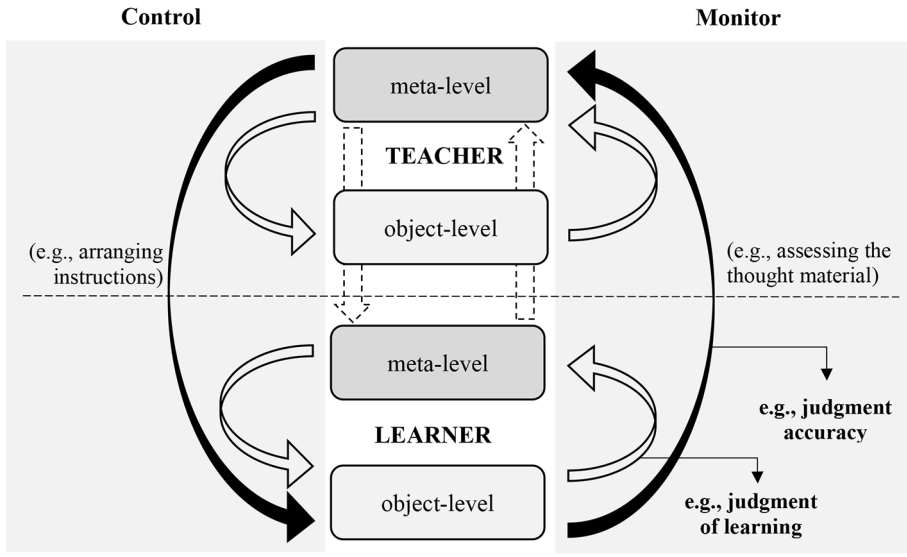 Control
Monitor
meta-level
TEACHER
object-level
(e.g., arranging
instructions)
(e.g., assessing the
thought material)
meta-level
e.g., judgment
accuracy
LEARNER
object-level
e.g., judgment
of learning